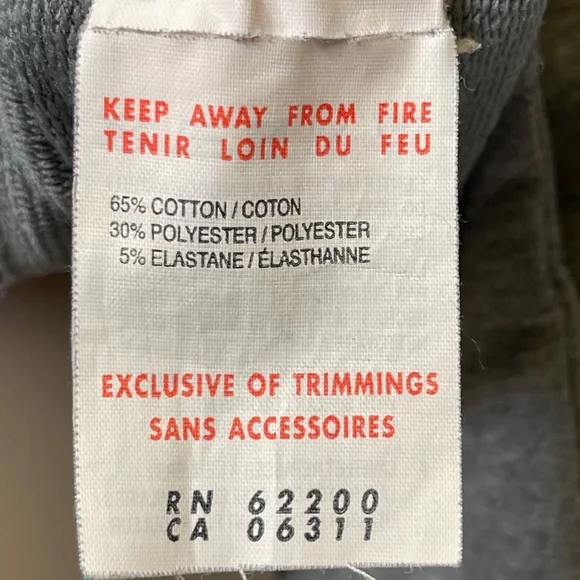 KEEP AWAY FROM FIRE
TENIR LOIN DU FEU
65% COTTON / COTON
30% POLYESTER / POLYESTER
5% ELASTANE / ÉLASTHANNE
EXCLUSIVE OF TRIMMINGS
SANS ACCESSOIRES
RN 62200
CA 06311